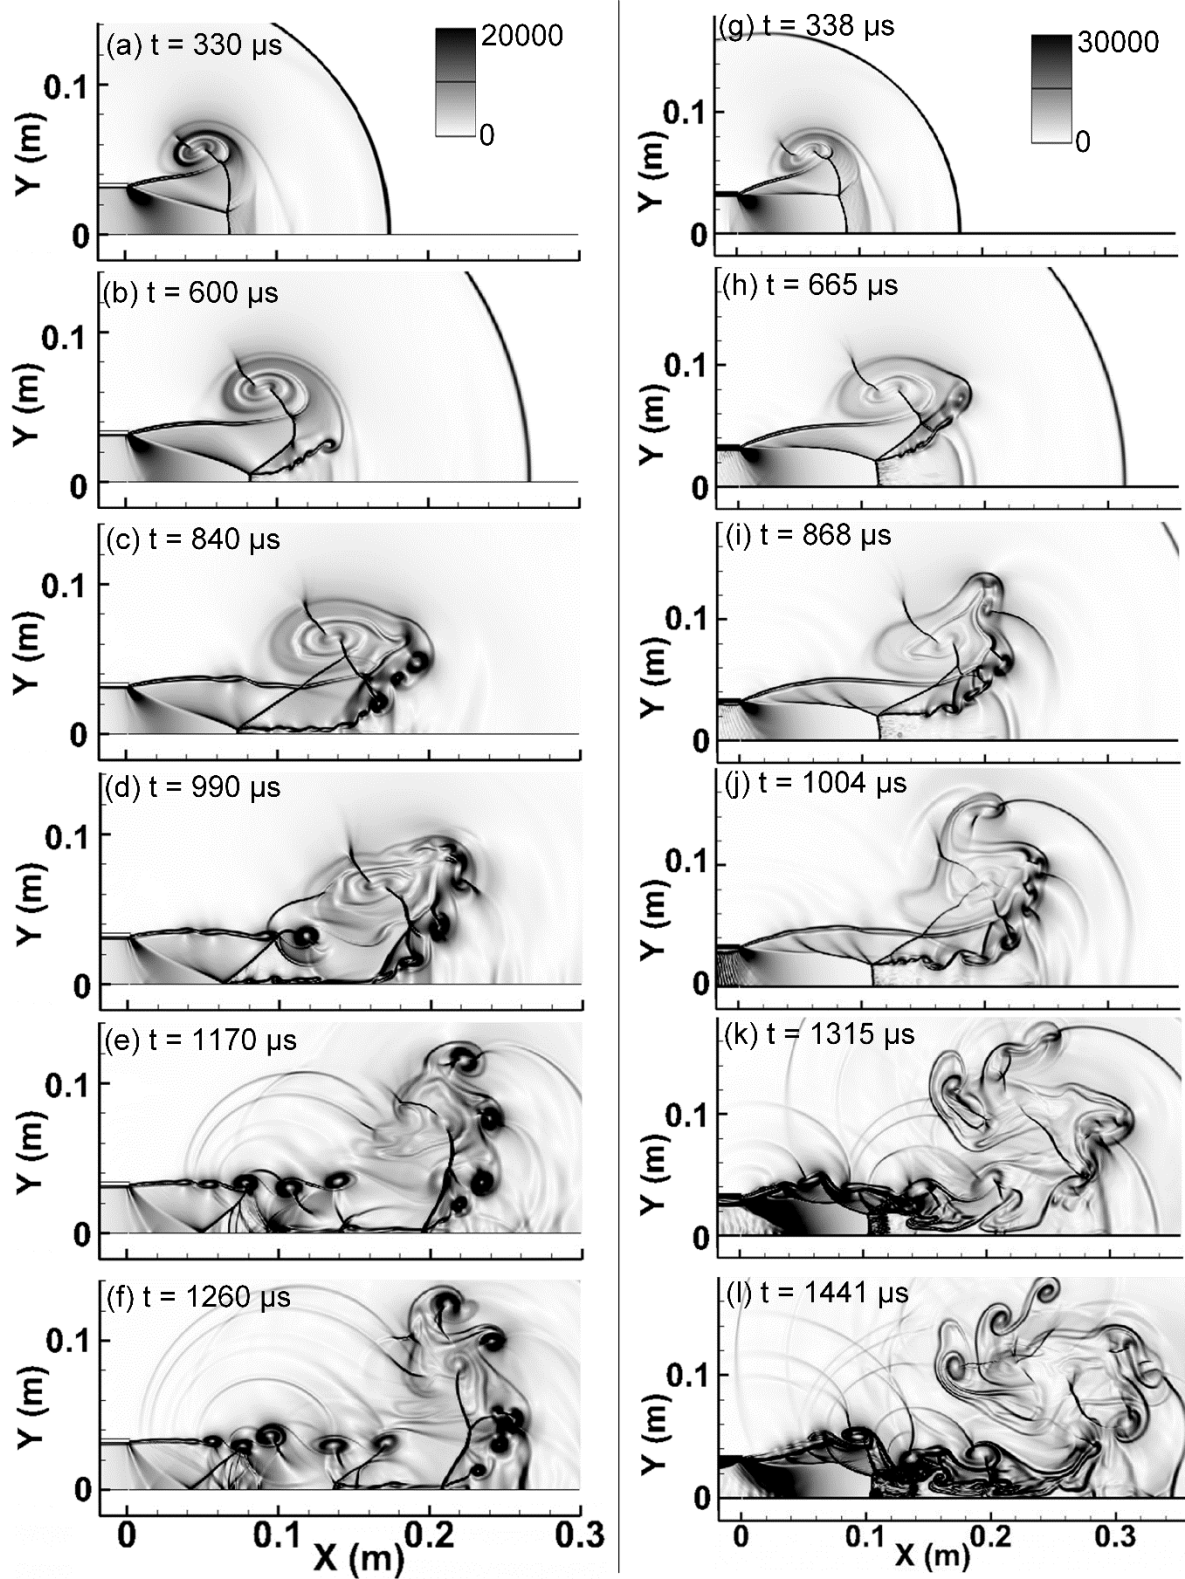 (a) t = 330 µs
20000
0
0.1
0
Y (m)
(b) t = 600 µs
0.1
0
Y (m)
(c) t = 840 µs
0.1
0
Y (m)
(d) t = 990 µs
0.1
0
Y (m)
(e) t = 1170 µs
0.1
0
Y (m)
(f) t = 1260 µs
0.1
0
Y (m)
0 0.1 0.2 0.3
X (m)
(g) t = 338 µs
30000
0
0.1
0
Y (m)
(h) t = 665 µs
0.1
0
Y (m)
(i) t = 868 µs
0.1
0
Y (m)
(j) t = 1004 µs
0.1
0
Y (m)
(k) t = 1315 µs
0.1
0
Y (m)
(l) t = 1441 µs
0.1
0
Y (m)
0 0.1 0.2 0.3
X (m)